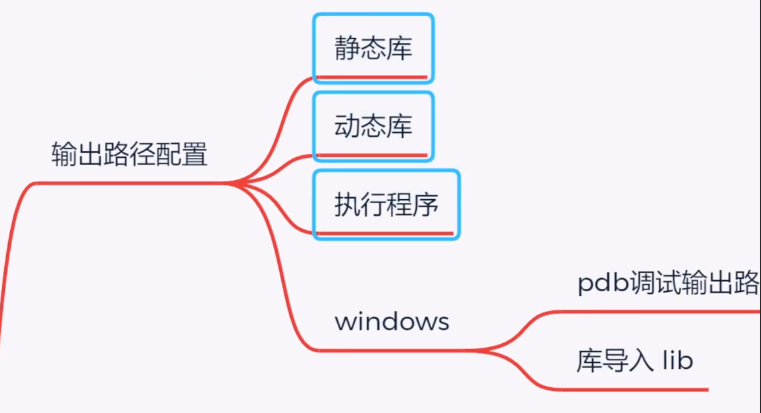 静态库
动态库
输出路径配置
执行程序
windows
pdb调试输出路
库导入 lib